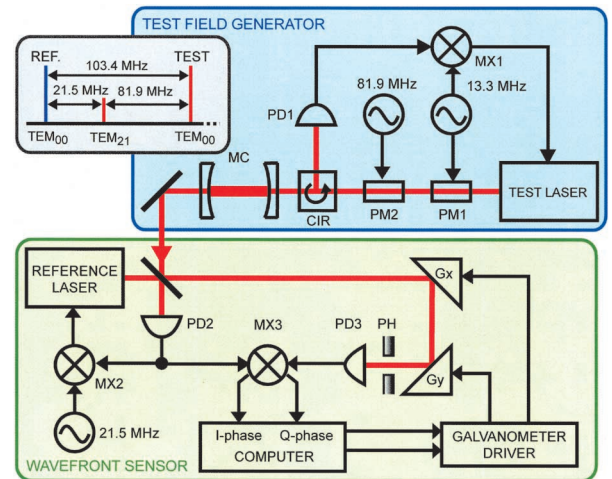 TEST FIELD GENERATOR
REF.
TEST
103.4 MHz
21.5 MHz
81.9 MHz
TEM00
TEM21
TEM00
MX1
81.9 MHz
13.3 MHz
PD1
MC
CIR
PM2
PM1
TEST LASER
REFERENCE
LASER
Gx
PD2
MX3
PD3
PH
MX2
Gy
21.5 MHz
I-phase
Q-phase
COMPUTER
GALVANOMETER
DRIVER
WAVEFRONT SENSOR